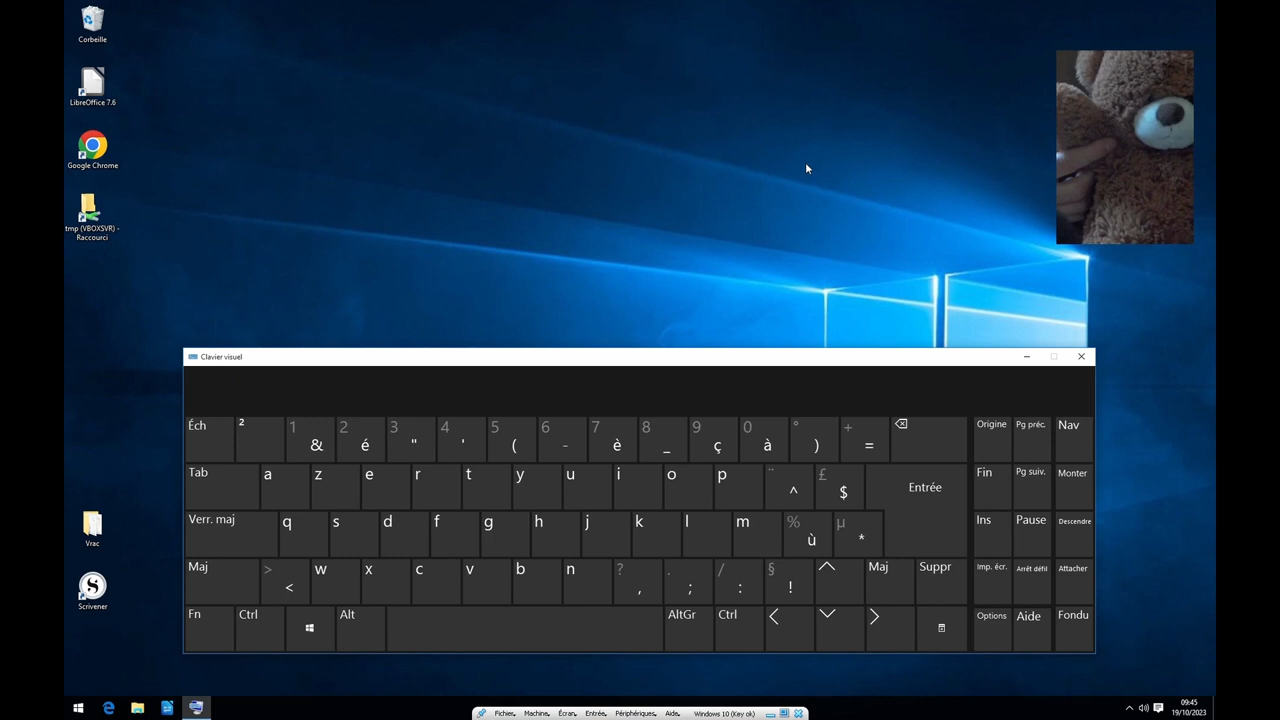 Corbeille
LibreOffice 7.6
Google Chrome
tmp (VBOXSVR) -
Raccourci
Vrac
Scrivener
Clavier visuel
Éch ² 1 & 2 é 3 " 4 ' 5 ( 6 - 7 è 8 _ 9 ç 0 à ° ) + = Origine Pg préc. Nav
Tab a z e r t y u i o p ¨ ^ £ $ Entrée Fin Pg suiv. Monter
Verr. maj q s d f g h j k l m % ù µ * Ins Pause Descendre
Maj > < w x c v b n ? , . ; / : § ! Maj Suppr Imp. écr. Arrêt défil Attacher
Fn Ctrl Alt AltGr Ctrl Options Aide Fondu
Fichier Machine Écran Entrée Périphériques Aide Windows 10 (Key ok)
09:45
19/10/2023